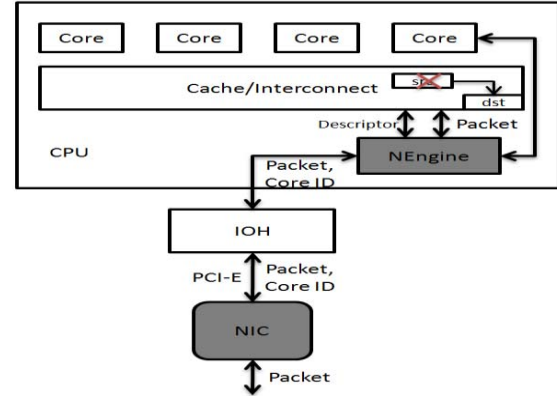 Core Core Core Core
Cache/Interconnect
src
dst
Descriptor Packet
CPU
NEngine
Packet,
Core ID
IOH
PCI-E
Packet,
Core ID
NIC
Packet